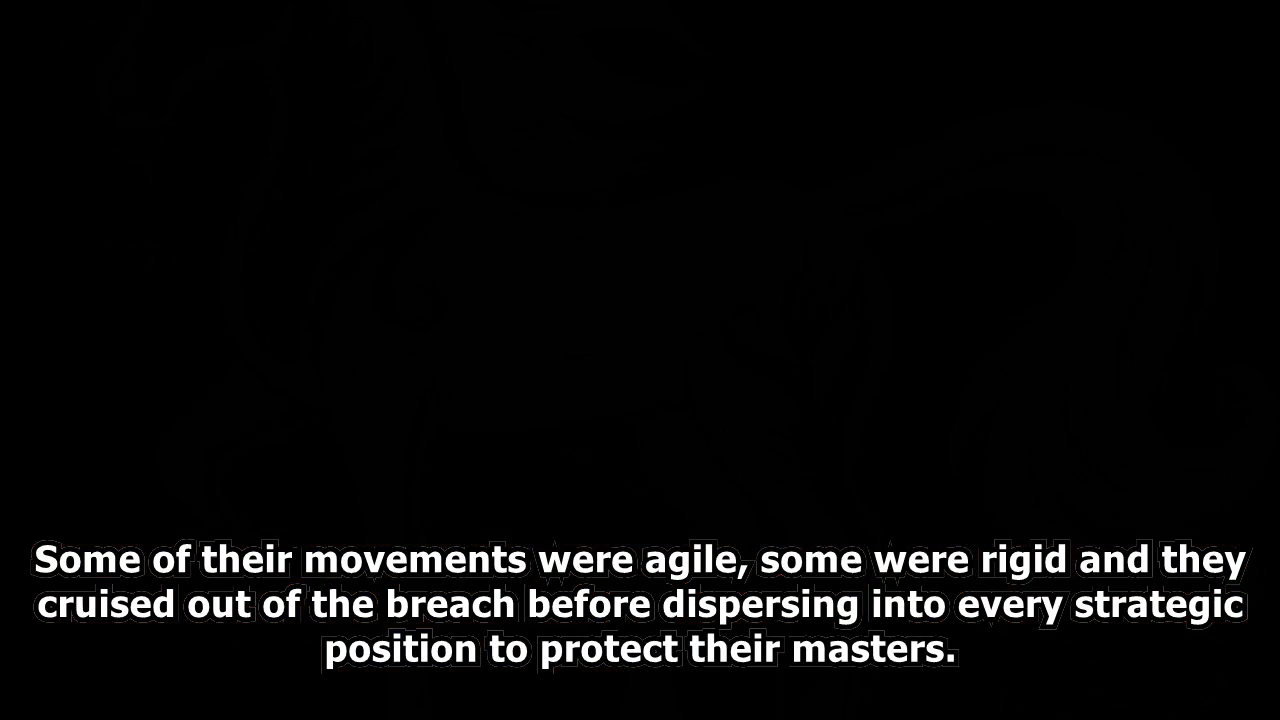 Some of their movements were agile, some were rigid and they
cruised out of the breach before dispersing into every strategic
position to protect their masters.